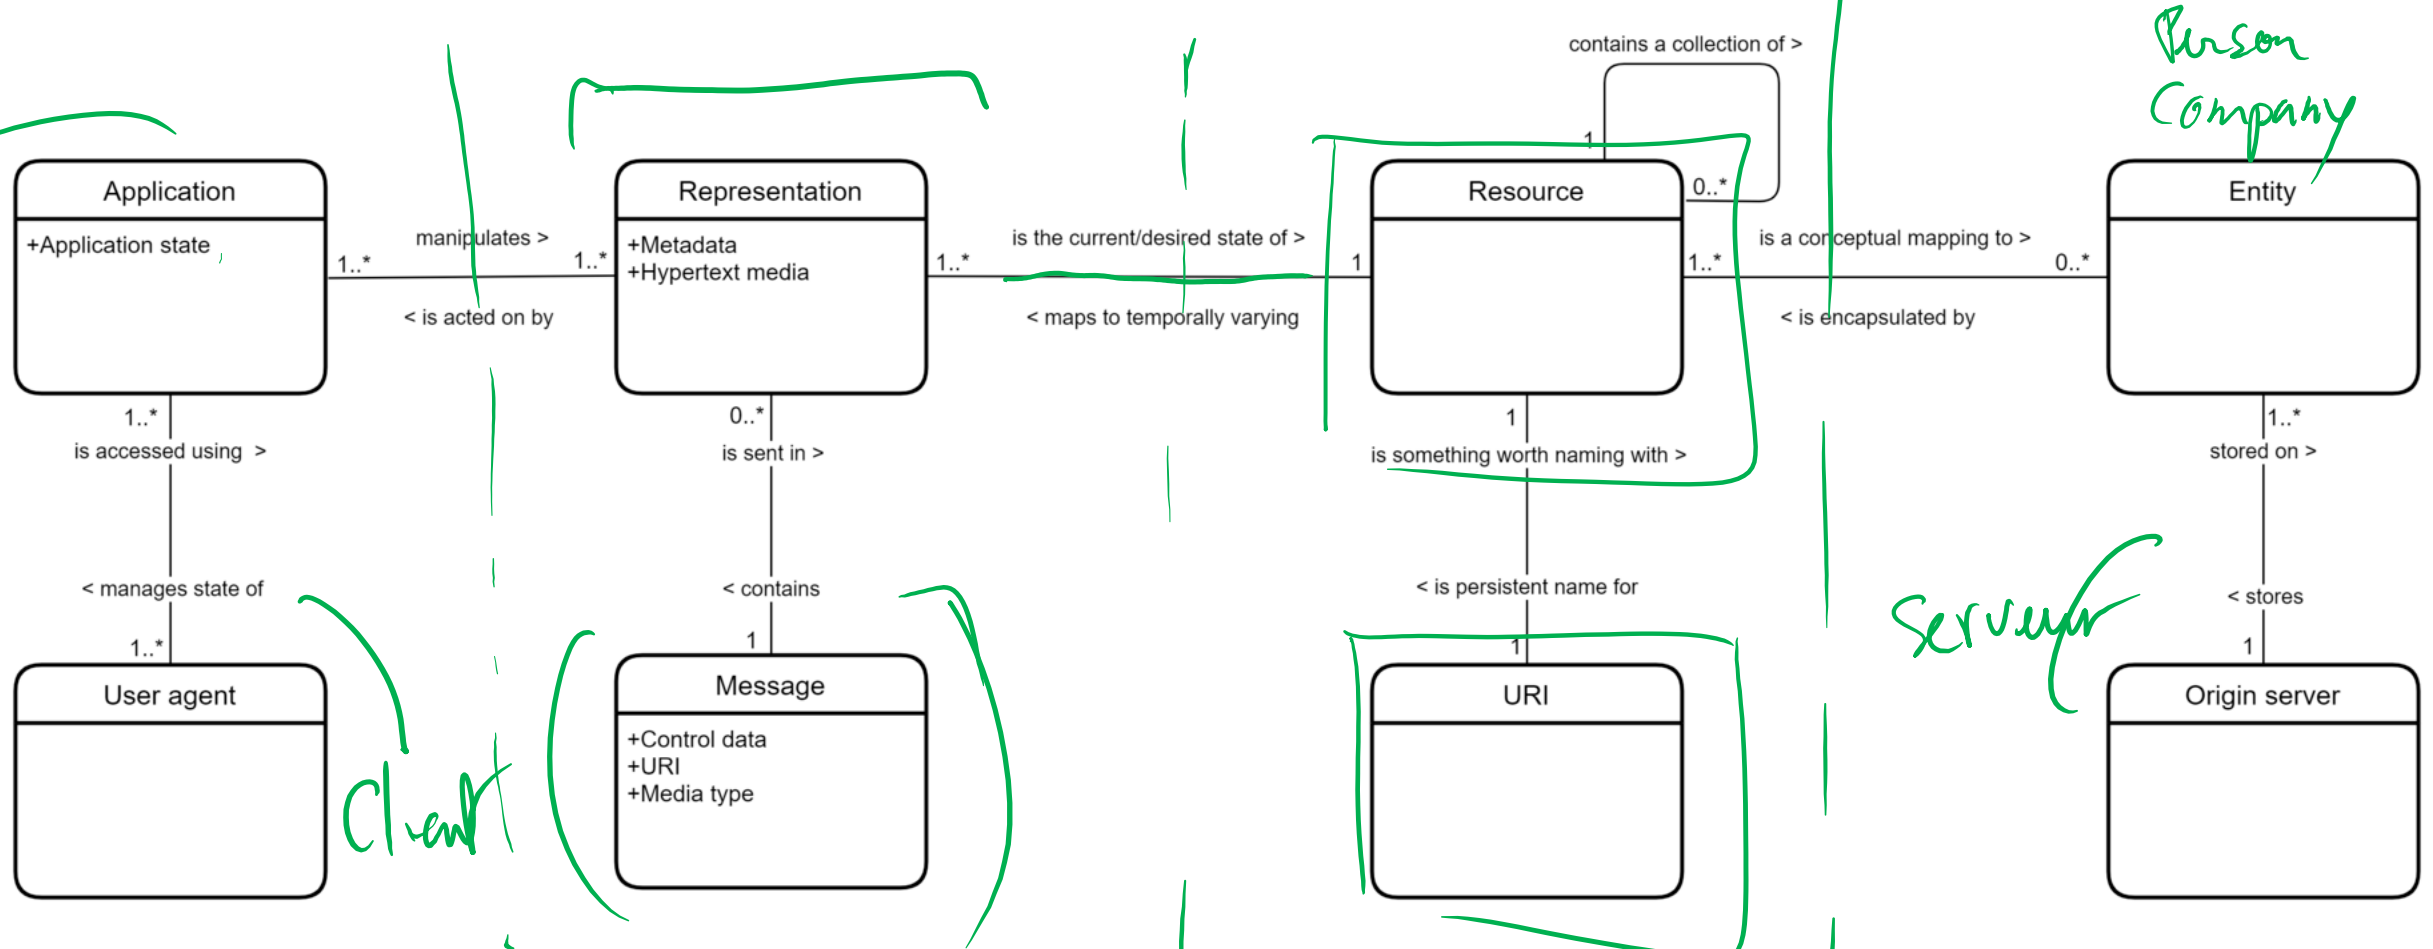 Person
Company
contains a collection of >
1
0..*
Application
+Application state
manipulates >
1..*
1..*
< is acted on by
Representation
+Metadata
+Hypertext media
is the current/desired state of >
1..*
1
< maps to temporally varying
Resource
is a conceptual mapping to >
1..*
0..*
< is encapsulated by
Entity
1..*
is accessed using >
< manages state of
1..*
0..*
is sent in >
< contains
1
1
is something worth naming with >
< is persistent name for
1
1..*
stored on >
< stores
1
User agent
Client
Message
+Control data
+URI
+Media type
URI
Origin server